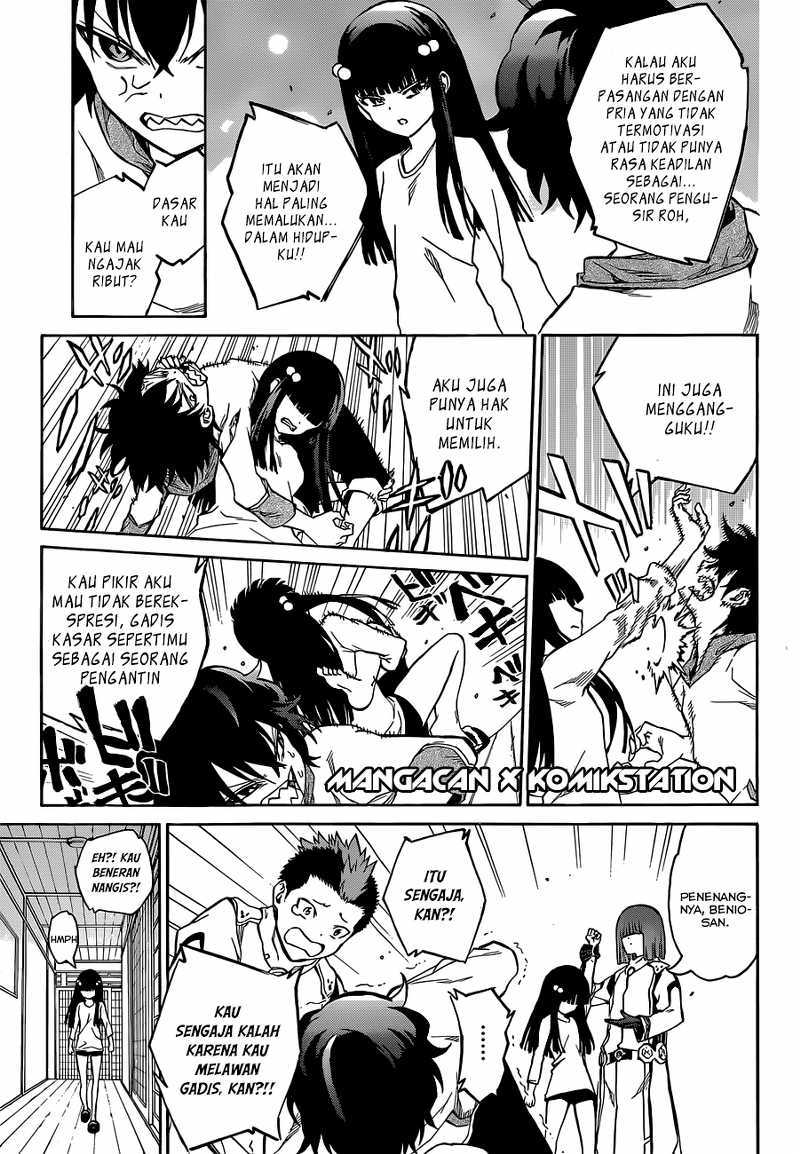 KALAU AKU
HARUS BER-
PASANGAN DENGAN
PRIA YANG TIDAK
TERMOTIVASI
ATAU TIDAK PUNYA
RASA KEADILAN
SEBAGAI...
SEORANG PENGU-
SIR ROH,
ITU AKAN
MENJADI
HAL PALING
MEMALUKAN...
DALAM HIDUP-
KU!!
DASAR
KAU
KAU MAU
NGAJAK
RIBUT?
INI JUGA
MENGGANG-
GUKU!!
AKU JUGA
PUNYA HAK
UNTUK
MEMILIH.
KAU PIKIR AKU
MAU TIDAK BEREK-
SPRESI, GADIS
KASAR SEPERTIMU
SEBAGAI SEORANG
PENGANTIN
MANGACAN X KOMIKSTATION
PENENANG-
NYA, BENIO-
SAN.
ITU
SENGAJA,
KAN?!
......
KAU
SENGAJA KALAH
KARENA KAU
MELAWAN
GADIS, KAN?!!
EH?! KAU
BENERAN
NANGIS?!
HMPH